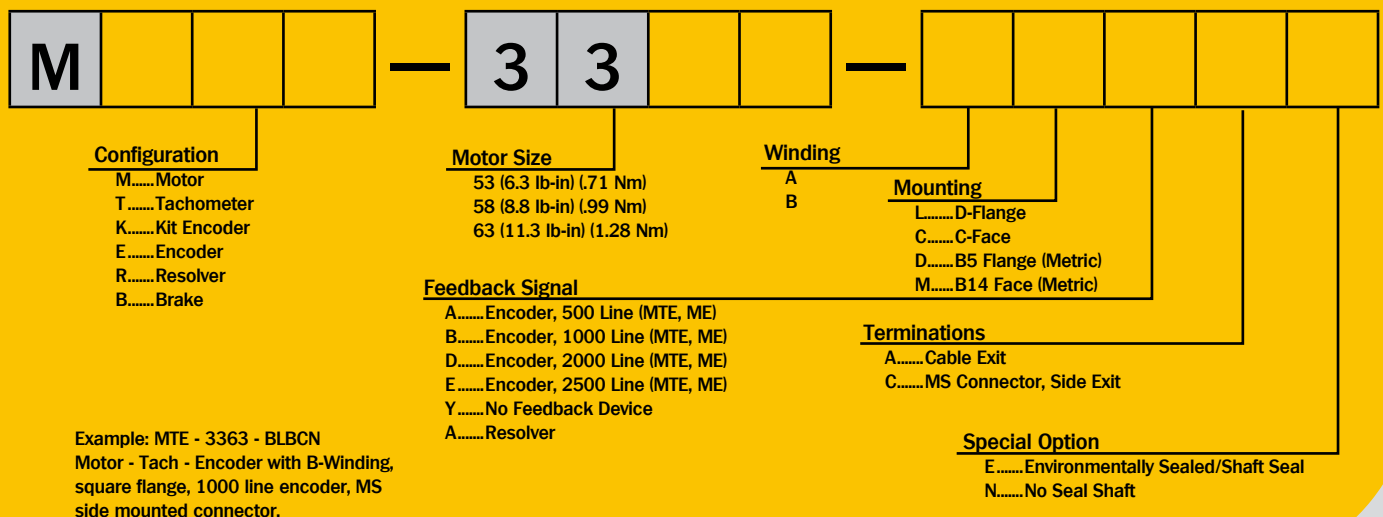 M — 3 3 —
Configuration
M......Motor
T.......Tachometer
K.......Kit Encoder
E.......Encoder
R.......Resolver
B.......Brake
Motor Size
53 (6.3 lb-in) (.71 Nm)
58 (8.8 lb-in) (.99 Nm)
63 (11.3 lb-in) (1.28 Nm)
Winding
A
B
Mounting
L.......D-Flange
C.......C-Face
D.......B5 Flange (Metric)
M......B14 Face (Metric)
Feedback Signal
A.......Encoder, 500 Line (MTE, ME)
B.......Encoder, 1000 Line (MTE, ME)
D.......Encoder, 2000 Line (MTE, ME)
E.......Encoder, 2500 Line (MTE, ME)
Y.......No Feedback Device
A.......Resolver
Terminations
A.......Cable Exit
C.......MS Connector, Side Exit
Special Option
E.......Environmentally Sealed/Shaft Seal
N.......No Seal Shaft
Example: MTE - 3363 - BLBCN
Motor - Tach - Encoder with B-Winding,
square flange, 1000 line encoder, MS
side mounted connector.